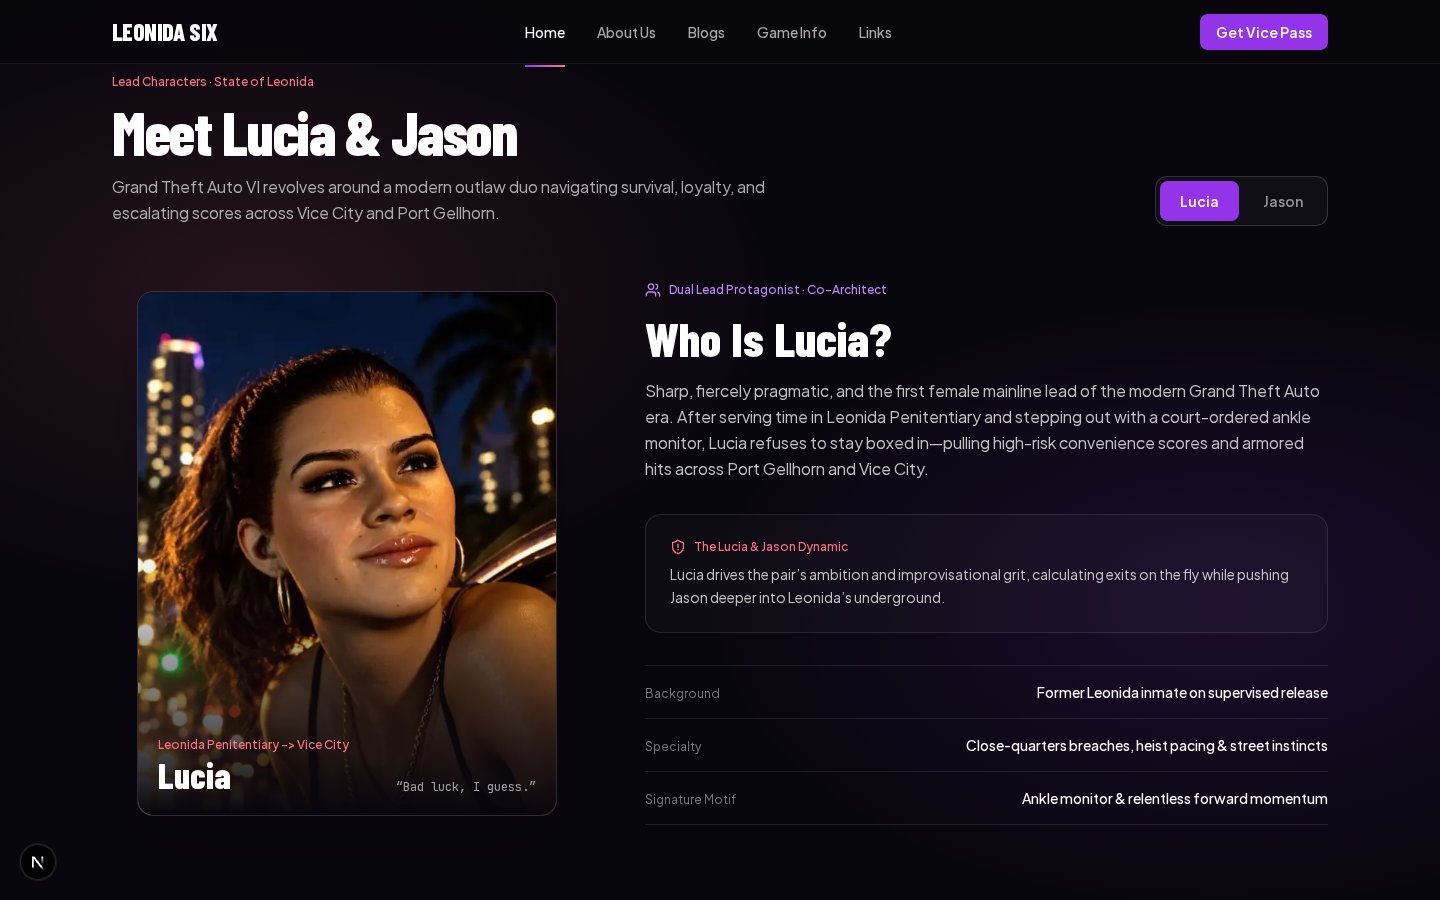 LEONIDA SIX
Home
About Us
Blogs
Game Info
Links
Get Vice Pass
Lead Characters · State of Leonida
Meet Lucia & Jason
Grand Theft Auto VI revolves around a modern outlaw duo navigating survival, loyalty, and
escalating scores across Vice City and Port Gellhorn.
Lucia
Jason
Leonida Penitentiary -> Vice City
Lucia
“Bad luck, I guess.”
Dual Lead Protagonist · Co-Architect
Who Is Lucia?
Sharp, fiercely pragmatic, and the first female mainline lead of the modern Grand Theft Auto
era. After serving time in Leonida Penitentiary and stepping out with a court-ordered ankle
monitor, Lucia refuses to stay boxed in—pulling high-risk convenience scores and armored
hits across Port Gellhorn and Vice City.
The Lucia & Jason Dynamic
Lucia drives the pair’s ambition and improvisational grit, calculating exits on the fly while pushing
Jason deeper into Leonida’s underground.
Background
Former Leonida inmate on supervised release
Specialty
Close-quarters breaches, heist pacing & street instincts
Signature Motif
Ankle monitor & relentless forward momentum
N